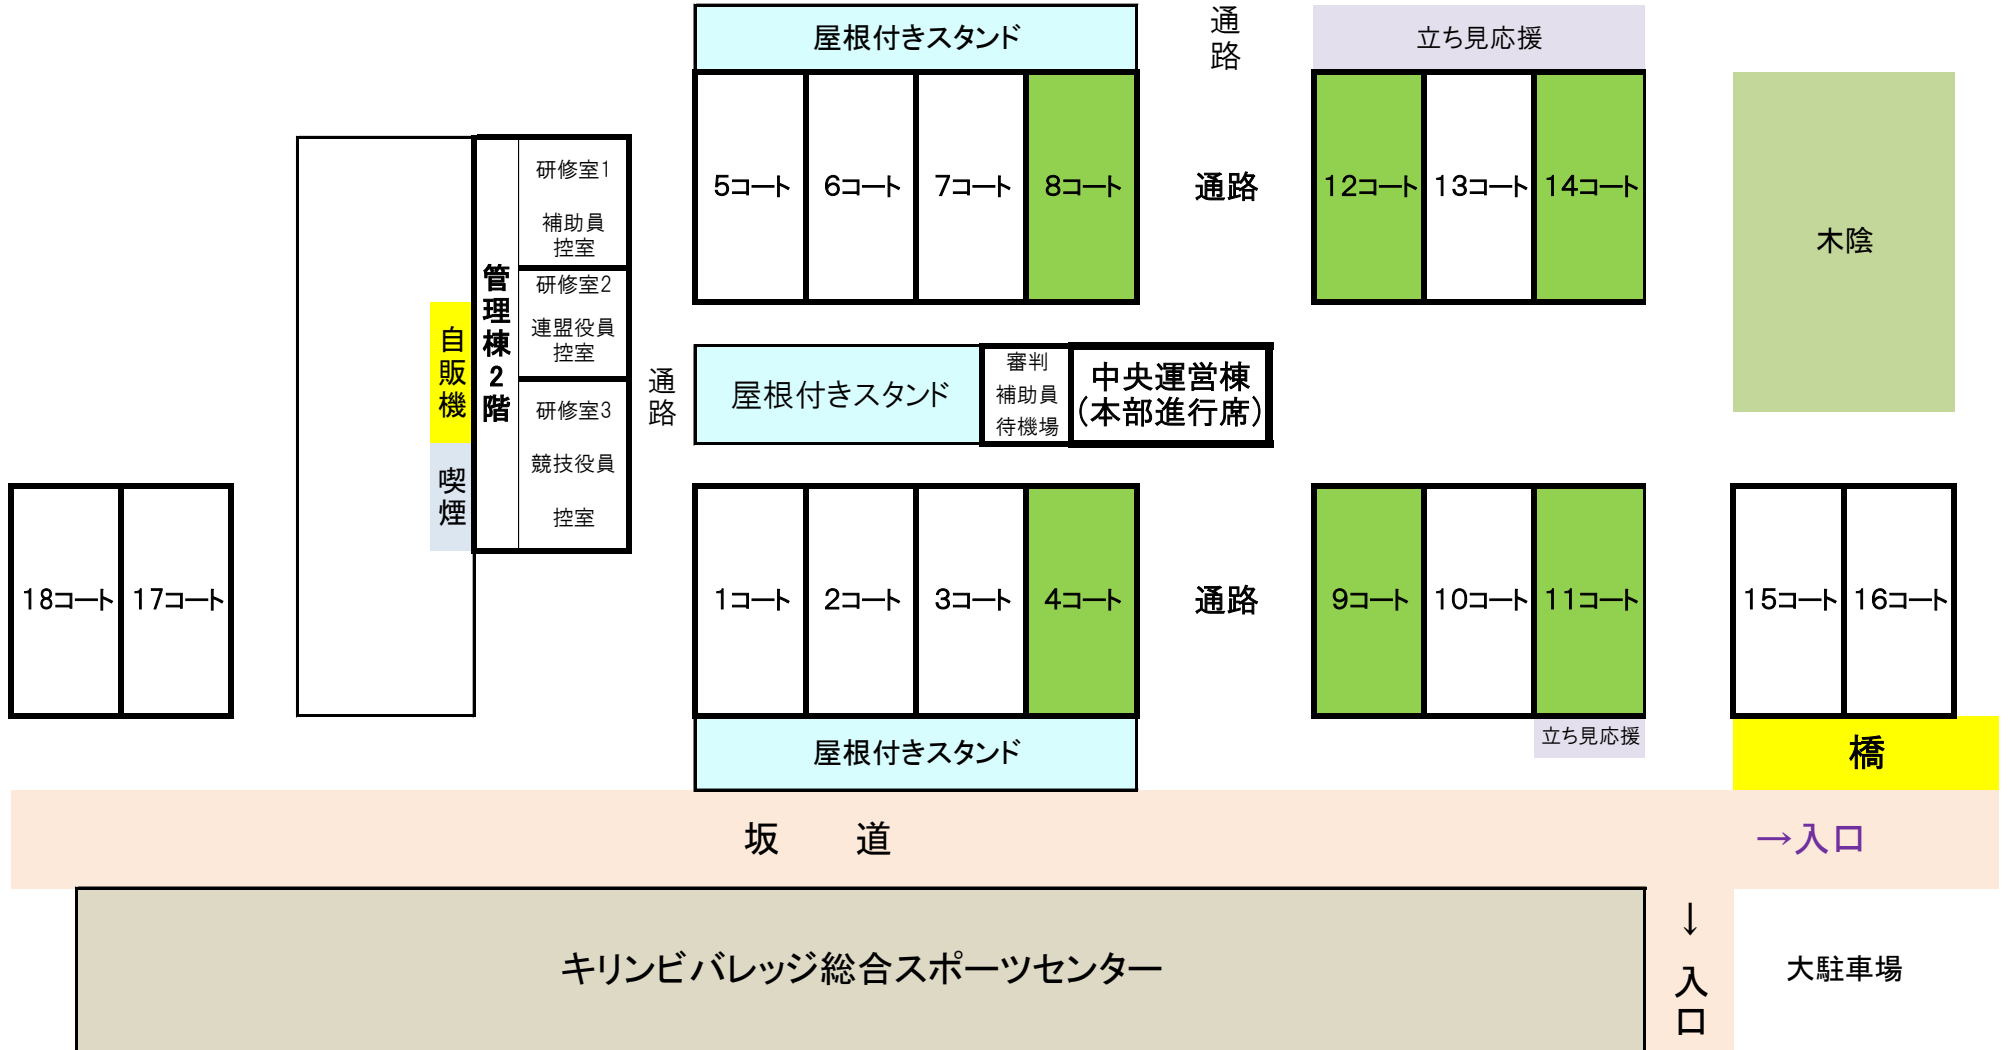 屋根付きスタンド
通路
立ち見応援
5コート
6コート
7コート
8コート
通路
12コート
13コート
14コート
木陰
管理棟2階
研修室1
補助員
控室
研修室2
連盟役員
控室
研修室3
競技役員
控室
自販機
喫煙
通路
屋根付きスタンド
審判
補助員
待機場
中央運営棟
(本部進行席)
18コート
17コート
1コート
2コート
3コート
4コート
通路
9コート
10コート
11コート
15コート
16コート
屋根付きスタンド
立ち見応援
橋
坂　道
→入口
キリンビバレッジ総合スポーツセンター
↓入口
大駐車場